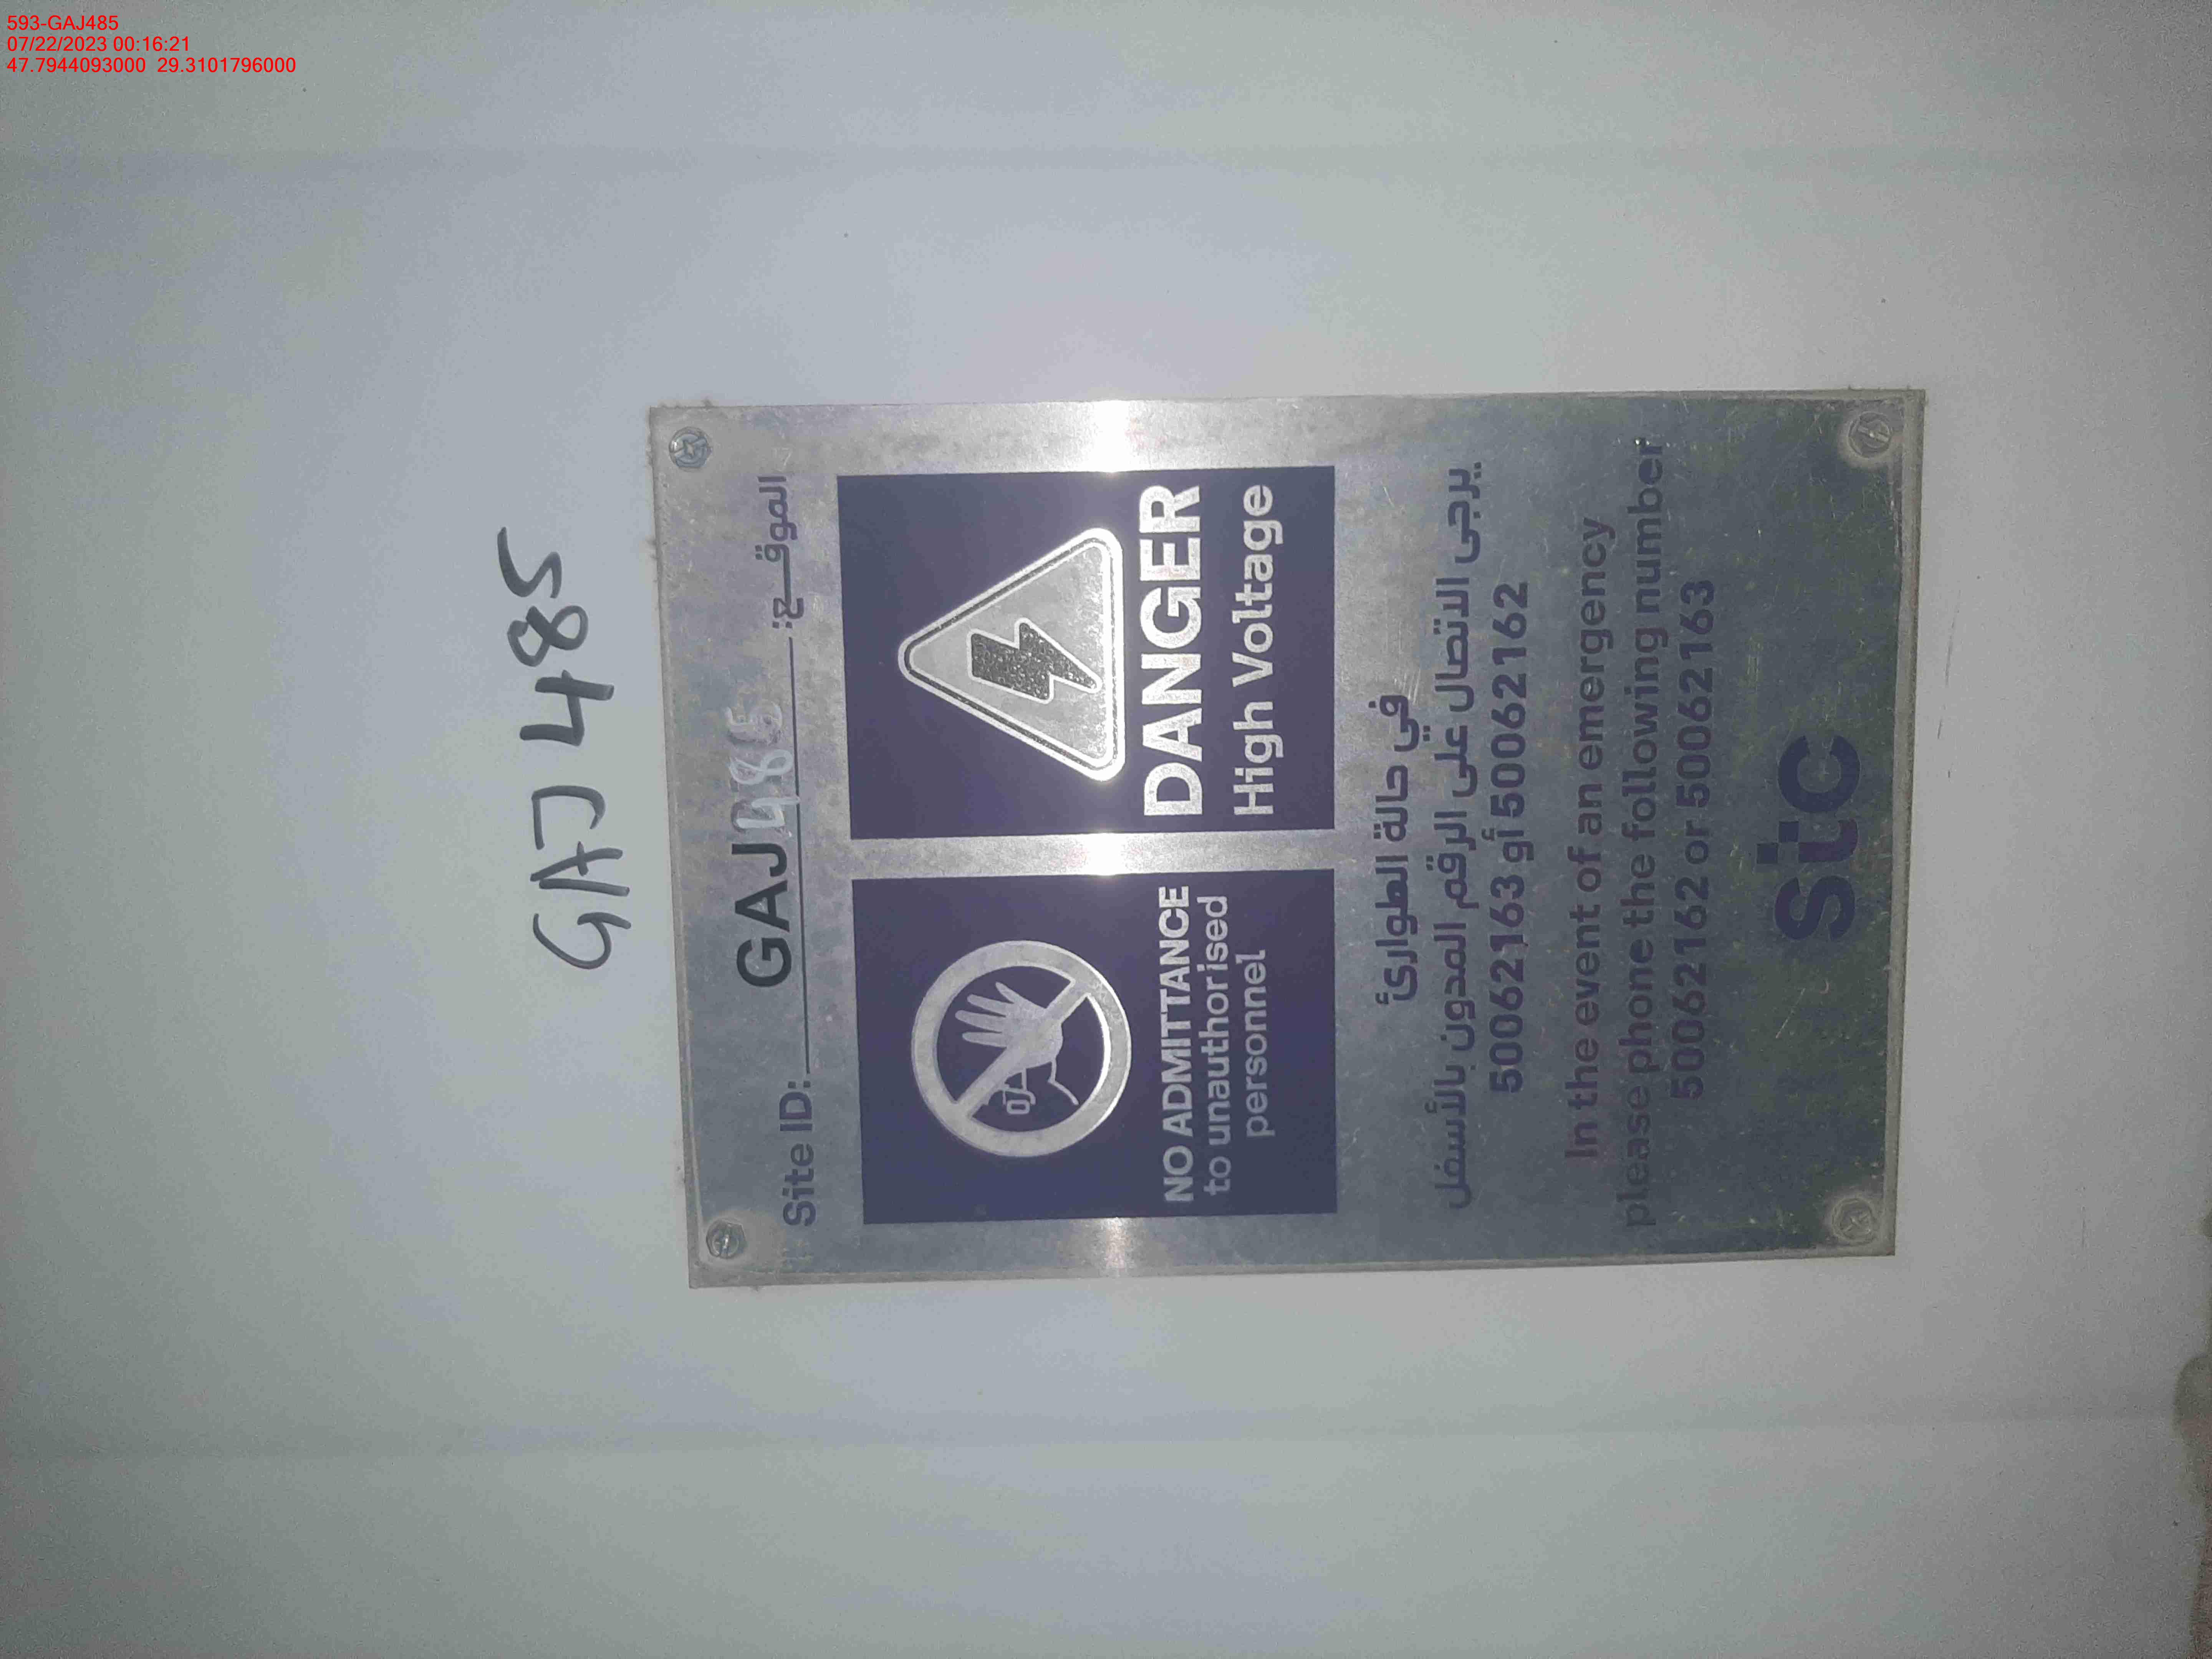 593-GAJ485
07/22/2023 00:16:21
47.7944093000 29.3101796000
GAJ 485
Site ID: GAJ485 الموقع:
NO ADMITTANCE
to unauthorised
personnel
DANGER
High Voltage
في حالة الطوارئ
يرجى الاتصال على الرقم المدون بالأسفل
50062163 أو 50062162
In the event of an emergency
please phone the following number
50062162 or 50062163
stc